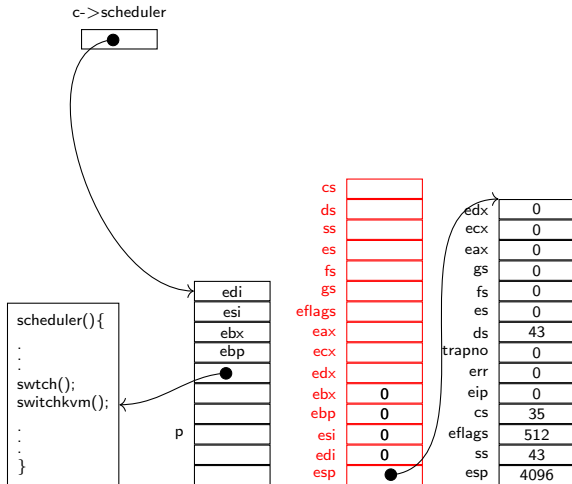 c->scheduler
edi
esi
ebx
ebp
p
scheduler(){
.
.
.
swtch();
switchkvm();
.
.
.
}
cs
ds
ss
es
fs
gs
eflags
eax
ecx
edx
ebx 0
ebp 0
esi 0
edi 0
esp
edx 0
ecx 0
eax 0
gs 0
fs 0
es 0
ds 43
trapno 0
err 0
eip 0
cs 35
eflags 512
ss 43
esp 4096